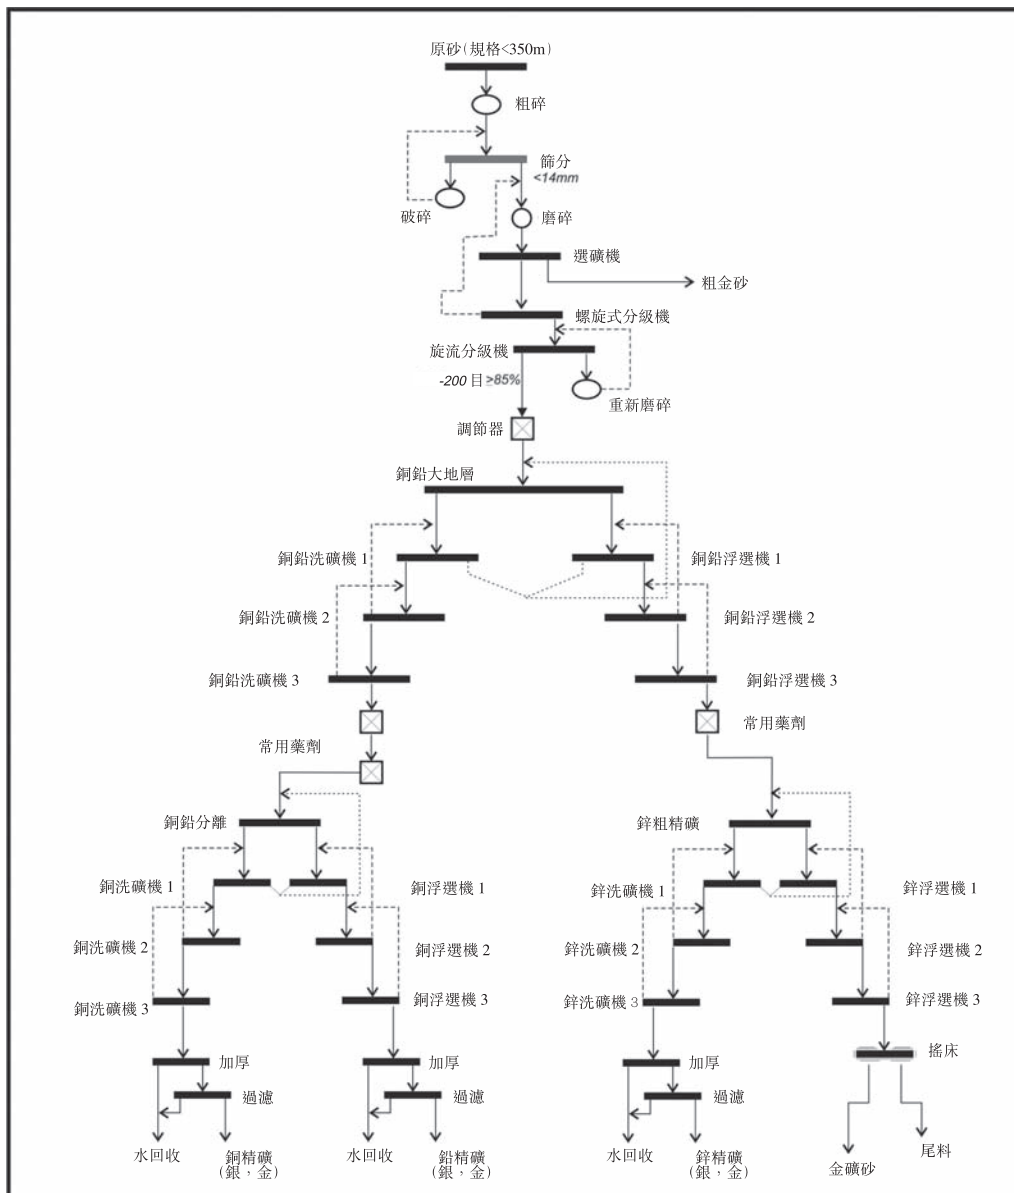 原砂(規格<350m)
粗碎
篩分
<14mm
破碎
磨碎
選礦機
粗金砂
螺旋式分級機
旋流分級機
-200 目≥85%
重新磨碎
調節器
銅鉛大地層
銅鉛洗礦機 1
銅鉛浮選機 1
銅鉛洗礦機 2
銅鉛浮選機 2
銅鉛洗礦機 3
銅鉛浮選機 3
常用藥劑
常用藥劑
銅鉛分離
鋅粗精礦
銅洗礦機 1
銅浮選機 1
鋅洗礦機 1
鋅浮選機 1
銅洗礦機 2
銅浮選機 2
鋅洗礦機 2
鋅浮選機 2
銅洗礦機 3
銅浮選機 3
鋅洗礦機 3
鋅浮選機 3
加厚
加厚
加厚
搖床
過濾
過濾
過濾
水回收
銅精礦
(銀，金)
水回收
鉛精礦
(銀，金)
水回收
鋅精礦
(銀，金)
金礦砂
尾料